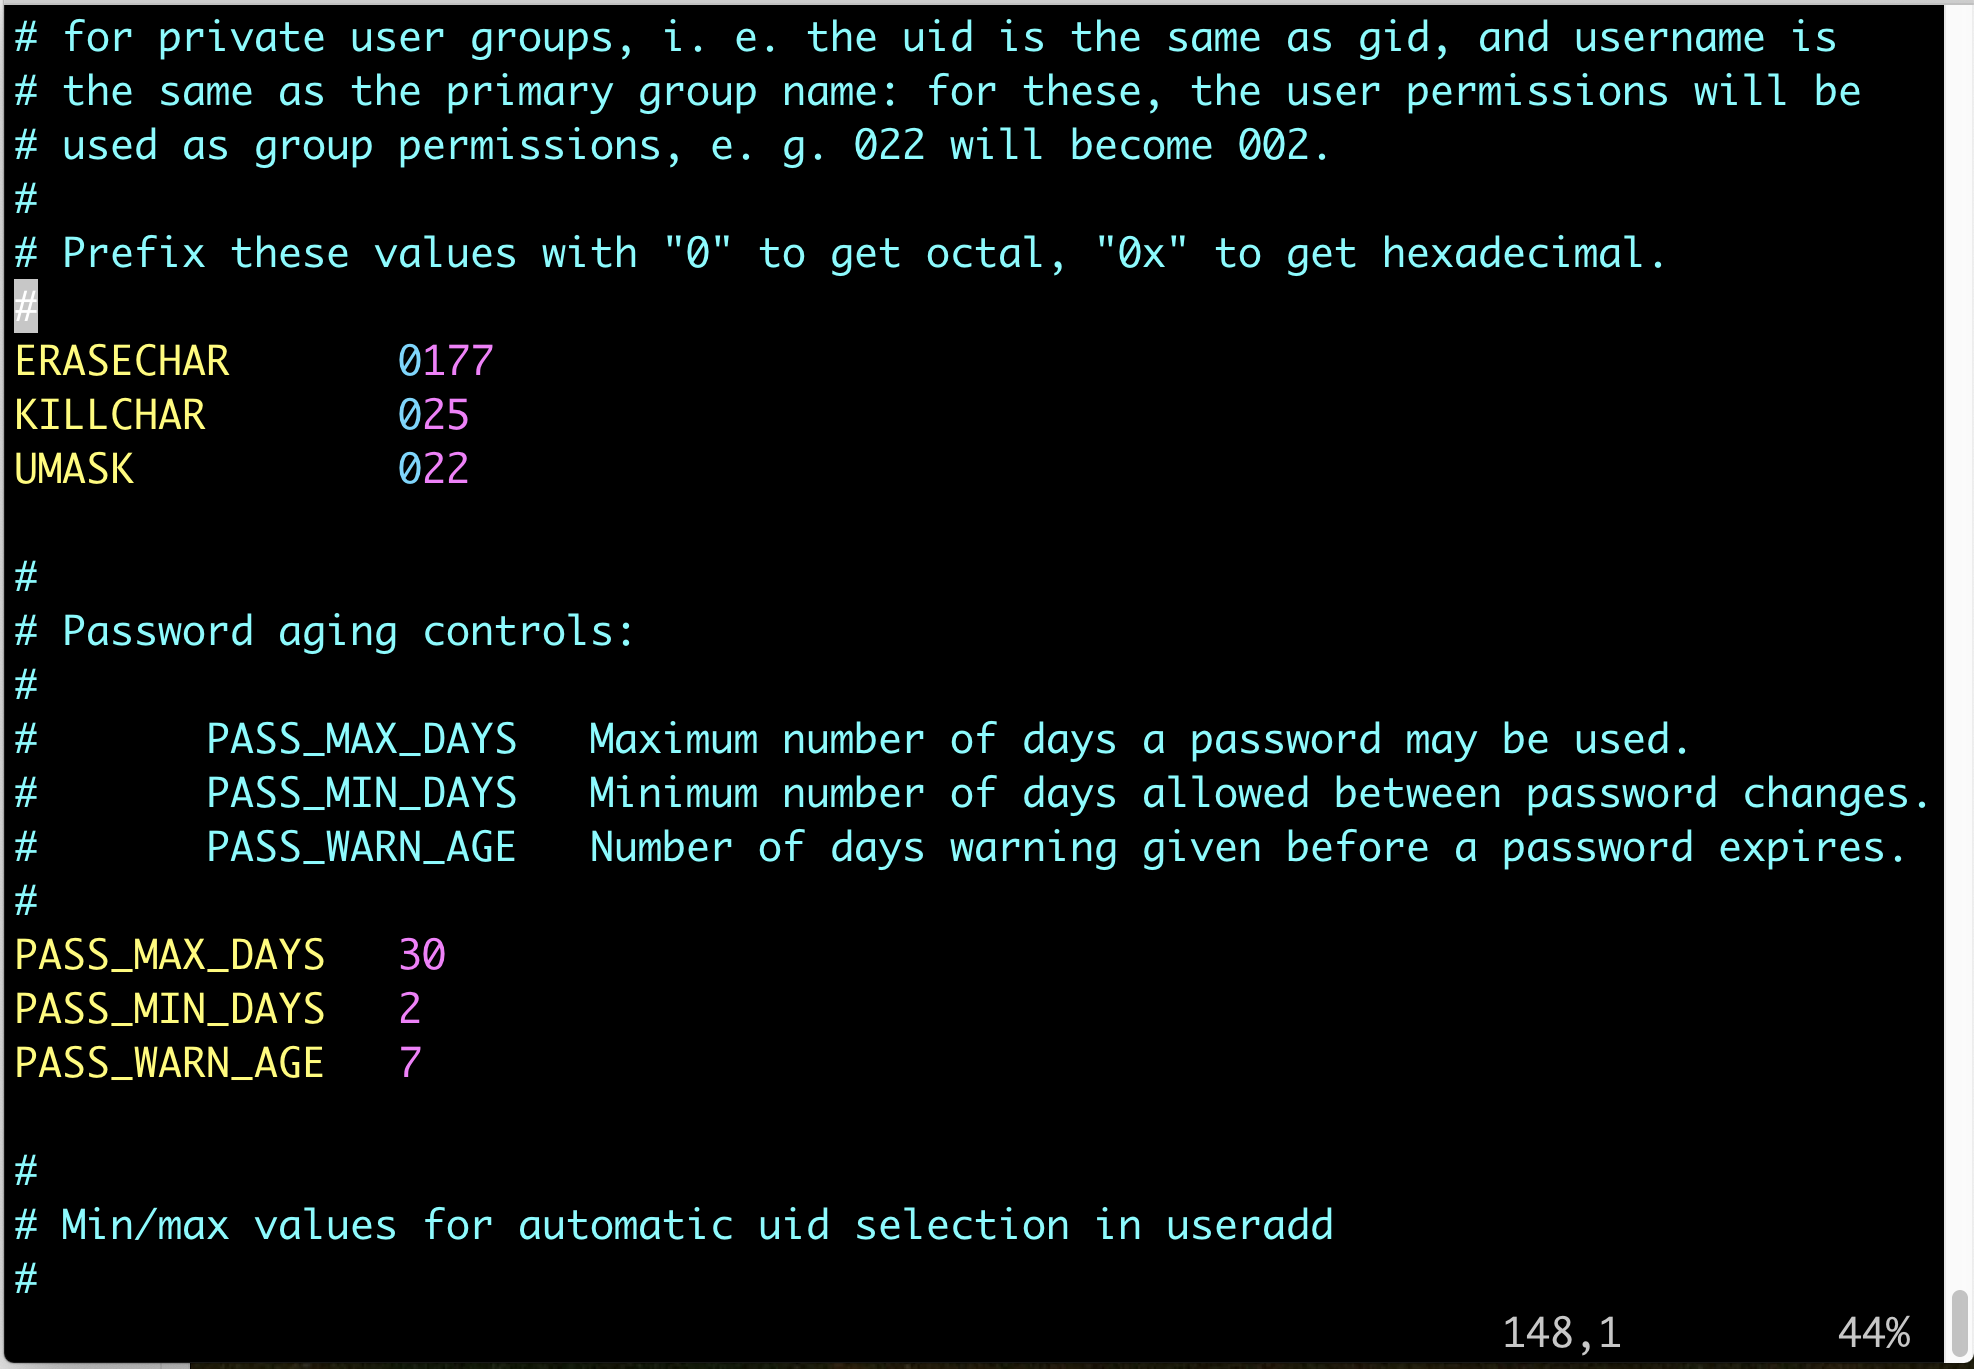 # for private user groups, i. e. the uid is the same as gid, and username is
# the same as the primary group name: for these, the user permissions will be
# used as group permissions, e. g. 022 will become 002.
#
# Prefix these values with "0" to get octal, "0x" to get hexadecimal.
#
ERASECHAR       0177
KILLCHAR        025
UMASK           022

#
# Password aging controls:
#
#       PASS_MAX_DAYS   Maximum number of days a password may be used.
#       PASS_MIN_DAYS   Minimum number of days allowed between password changes.
#       PASS_WARN_AGE   Number of days warning given before a password expires.
#
PASS_MAX_DAYS   30
PASS_MIN_DAYS   2
PASS_WARN_AGE   7

#
# Min/max values for automatic uid selection in useradd
#
148,1         44%